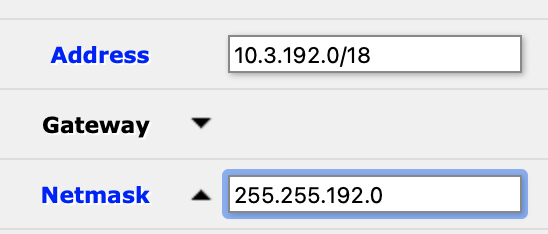 Address 10.3.192.0/18
Gateway
Netmask 255.255.192.0